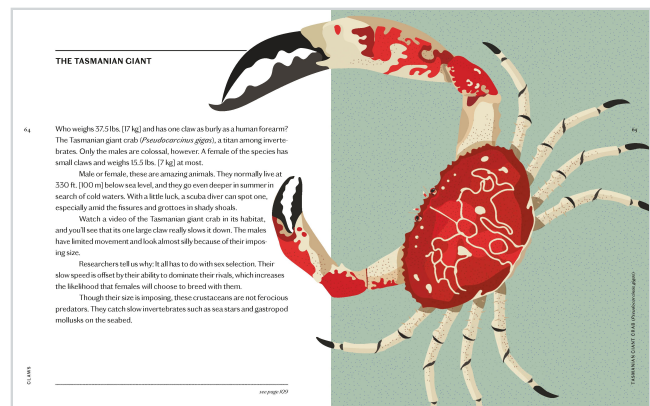 THE TASMANIAN GIANT
64
Who weighs 37.5 lbs. [17 kg] and has one claw as burly as a human forearm?
The Tasmanian giant crab (Pseudocarcinus gigas), a titan among inverte-
brates. Only the males are colossal, however. A female of the species has
small claws and weighs 15.5 lbs. [7 kg] at most.
Male or female, these are amazing animals. They normally live at
330 ft. [100 m] below sea level, and they go even deeper in summer in
search of cold waters. With a little luck, a scuba diver can spot one,
especially amid the fissures and grottoes in shady shoals.
Watch a video of the Tasmanian giant crab in its habitat,
and you'll see that its one large claw really slows it down. The males
have limited movement and look almost silly because of their impos-
ing size.
Researchers tell us why: It all has to do with sex selection. Their
slow speed is offset by their ability to dominate their rivals, which increases
the likelihood that females will choose to breed with them.
Though their size is imposing, these crustaceans are not ferocious
predators. They catch slow invertebrates such as sea stars and gastropod
mollusks on the seabed.
CLAWS
see page 109
TASMANIAN GIANT CRAB (Pseudocarcinus gigas)